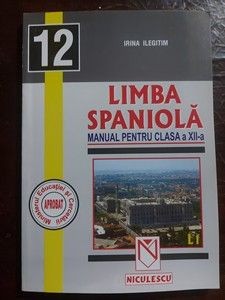 12
IRINA ILEGITIM
LIMBA
SPANIOLĂ
MANUAL PENTRU CLASA a XII-a
Ministerul Educației și Cercetării
APROBAT
L1
NICULESCU